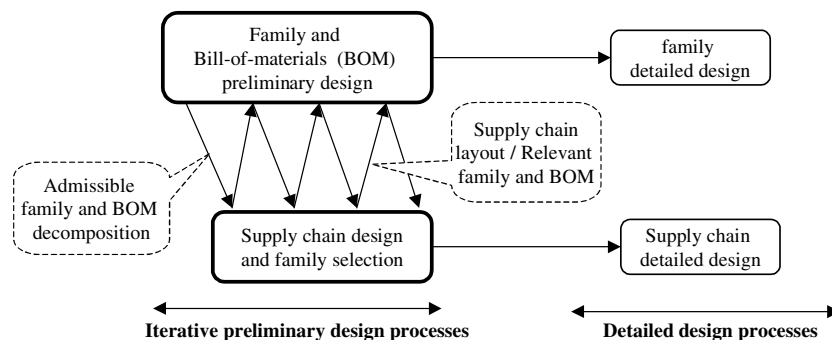 Family and
Bill-of-materials (BOM)
preliminary design
family
detailed design
Supply chain
layout / Relevant
family and BOM
Admissible
family and BOM
decomposition
Supply chain design
and family selection
Supply chain
detailed design
Iterative preliminary design processes
Detailed design processes